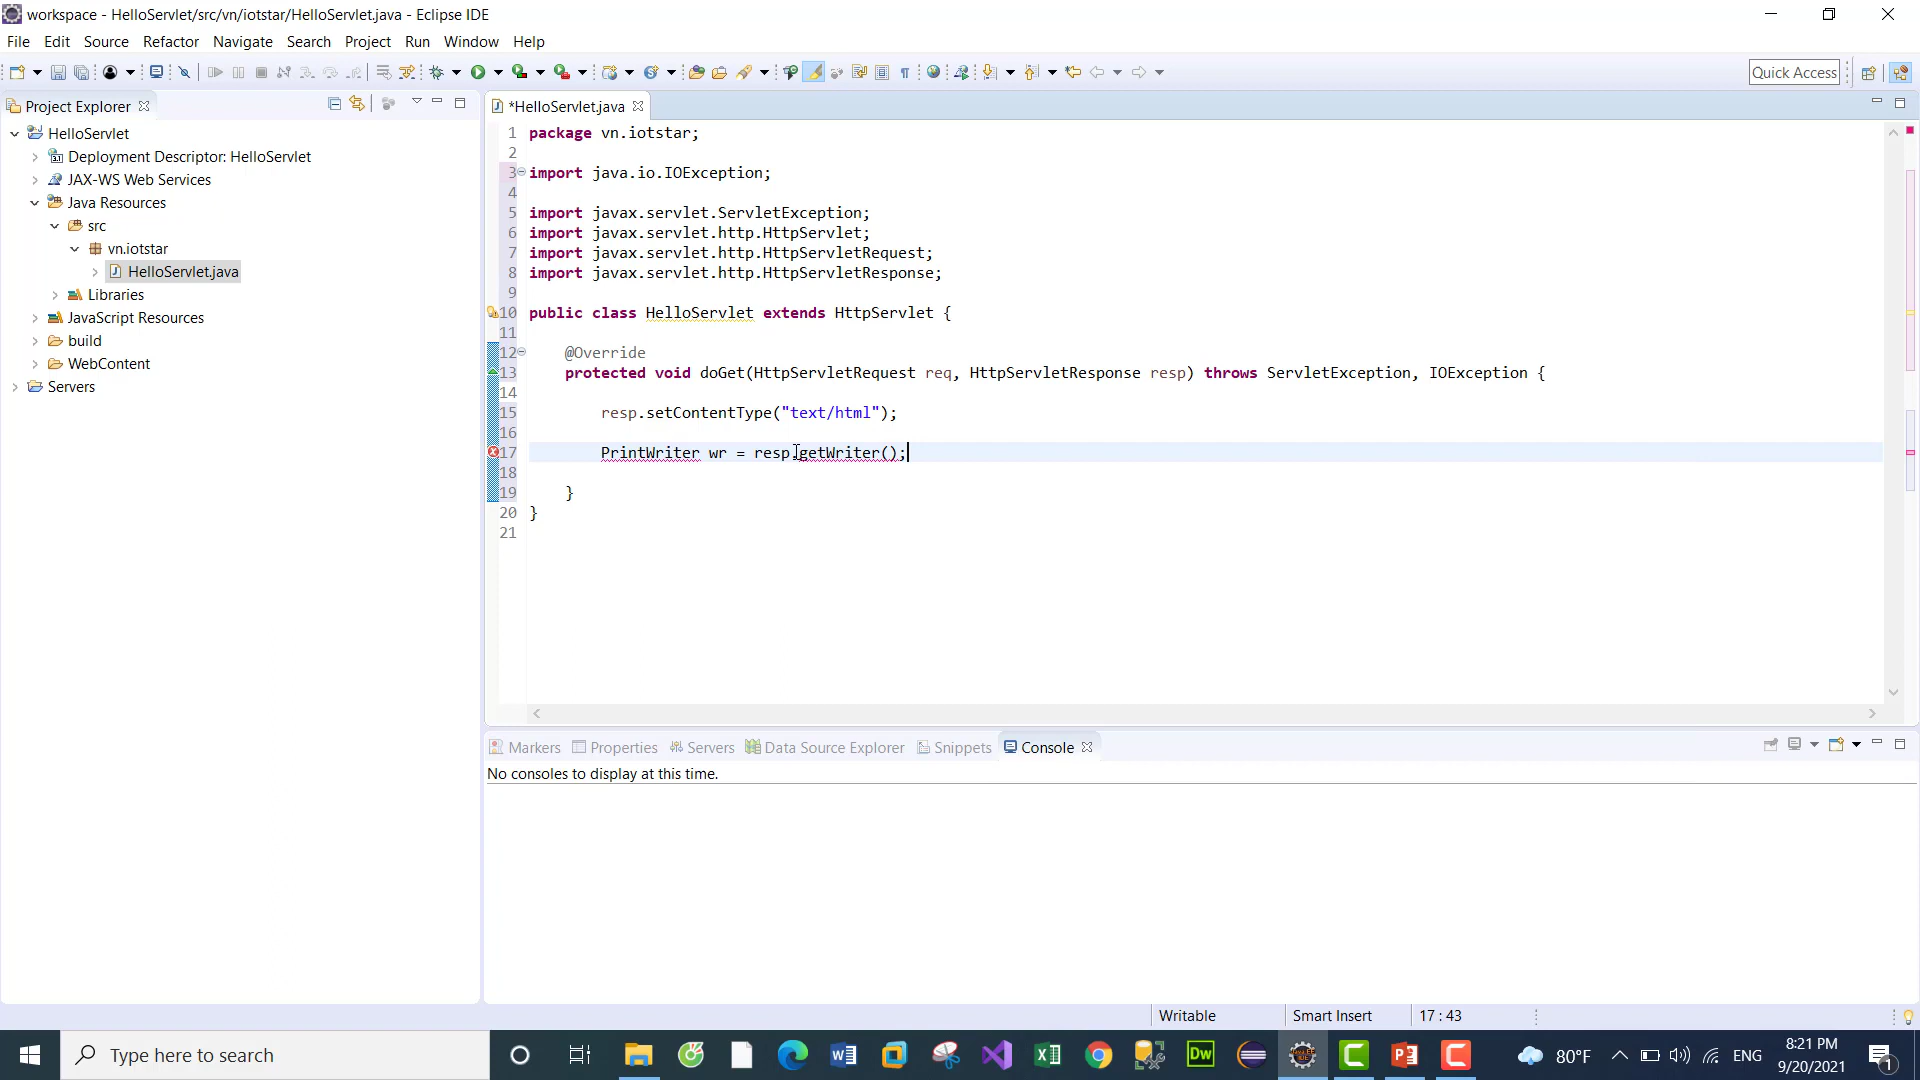 workspace - HelloServlet/src/vn/iotstar/HelloServlet.java - Eclipse IDE
File Edit Source Refactor Navigate Search Project Run Window Help
Quick Access
Project Explorer
HelloServlet
Deployment Descriptor: HelloServlet
JAX-WS Web Services
Java Resources
src
vn.iotstar
HelloServlet.java
Libraries
JavaScript Resources
build
WebContent
Servers
*HelloServlet.java
1 package vn.iotstar;
2
3 import java.io.IOException;
4
5 import javax.servlet.ServletException;
6 import javax.servlet.http.HttpServlet;
7 import javax.servlet.http.HttpServletRequest;
8 import javax.servlet.http.HttpServletResponse;
9
10 public class HelloServlet extends HttpServlet {
11
12 @Override
13 protected void doGet(HttpServletRequest req, HttpServletResponse resp) throws ServletException, IOException {
14
15 resp.setContentType("text/html");
16
17 PrintWriter wr = resp.getWriter();
18
19 }
20 }
21
Markers Properties Servers Data Source Explorer Snippets Console
No consoles to display at this time.
Writable Smart Insert 17 : 43
Type here to search
Dw
80°F
ENG
8:21 PM
9/20/2021
1